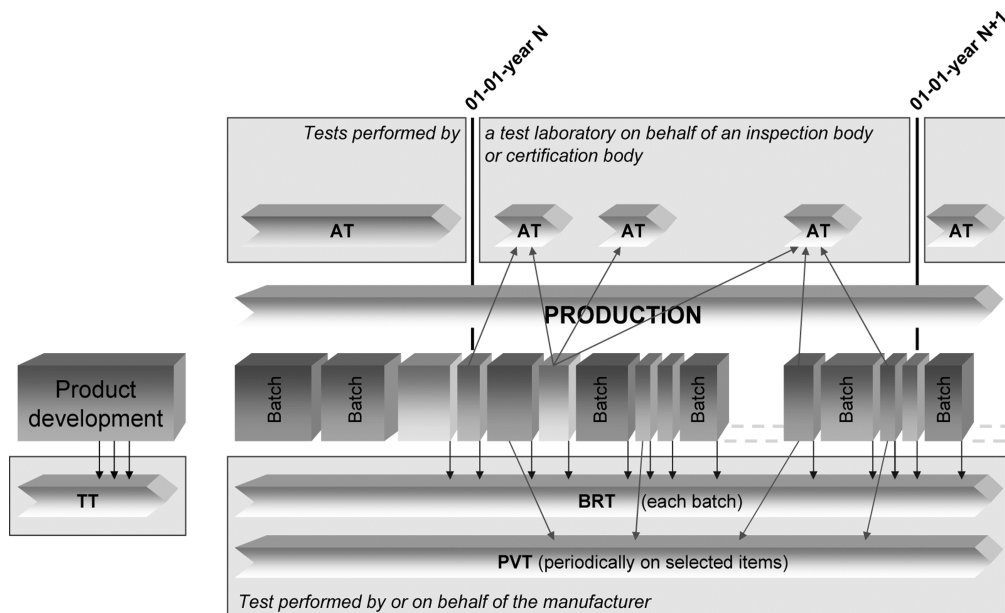 01-01-year N
01-01-year N+1
Tests performed by
a test laboratory on behalf of an inspection body
or certification body
AT
AT
AT
AT
AT
PRODUCTION
Product
development
Batch
Batch
Batch
Batch
Batch
Batch
TT
BRT (each batch)
PVT (periodically on selected items)
Test performed by or on behalf of the manufacturer